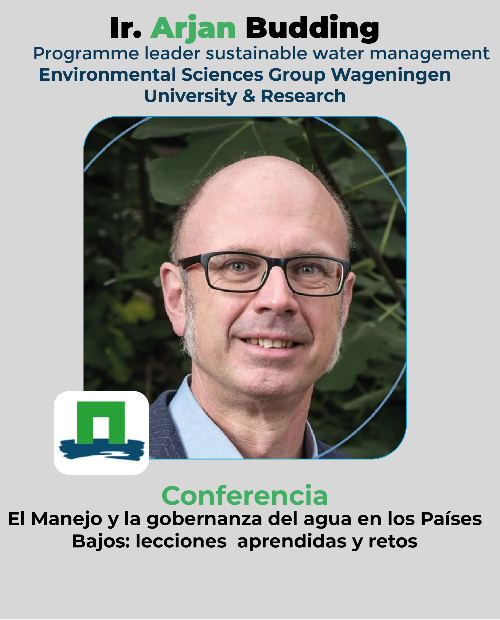 Ir. Arjan Budding
Programme leader sustainable water management
Environmental Sciences Group Wageningen
University & Research
Conferencia
El Manejo y la gobernanza del agua en los Países
Bajos: lecciones aprendidas y retos